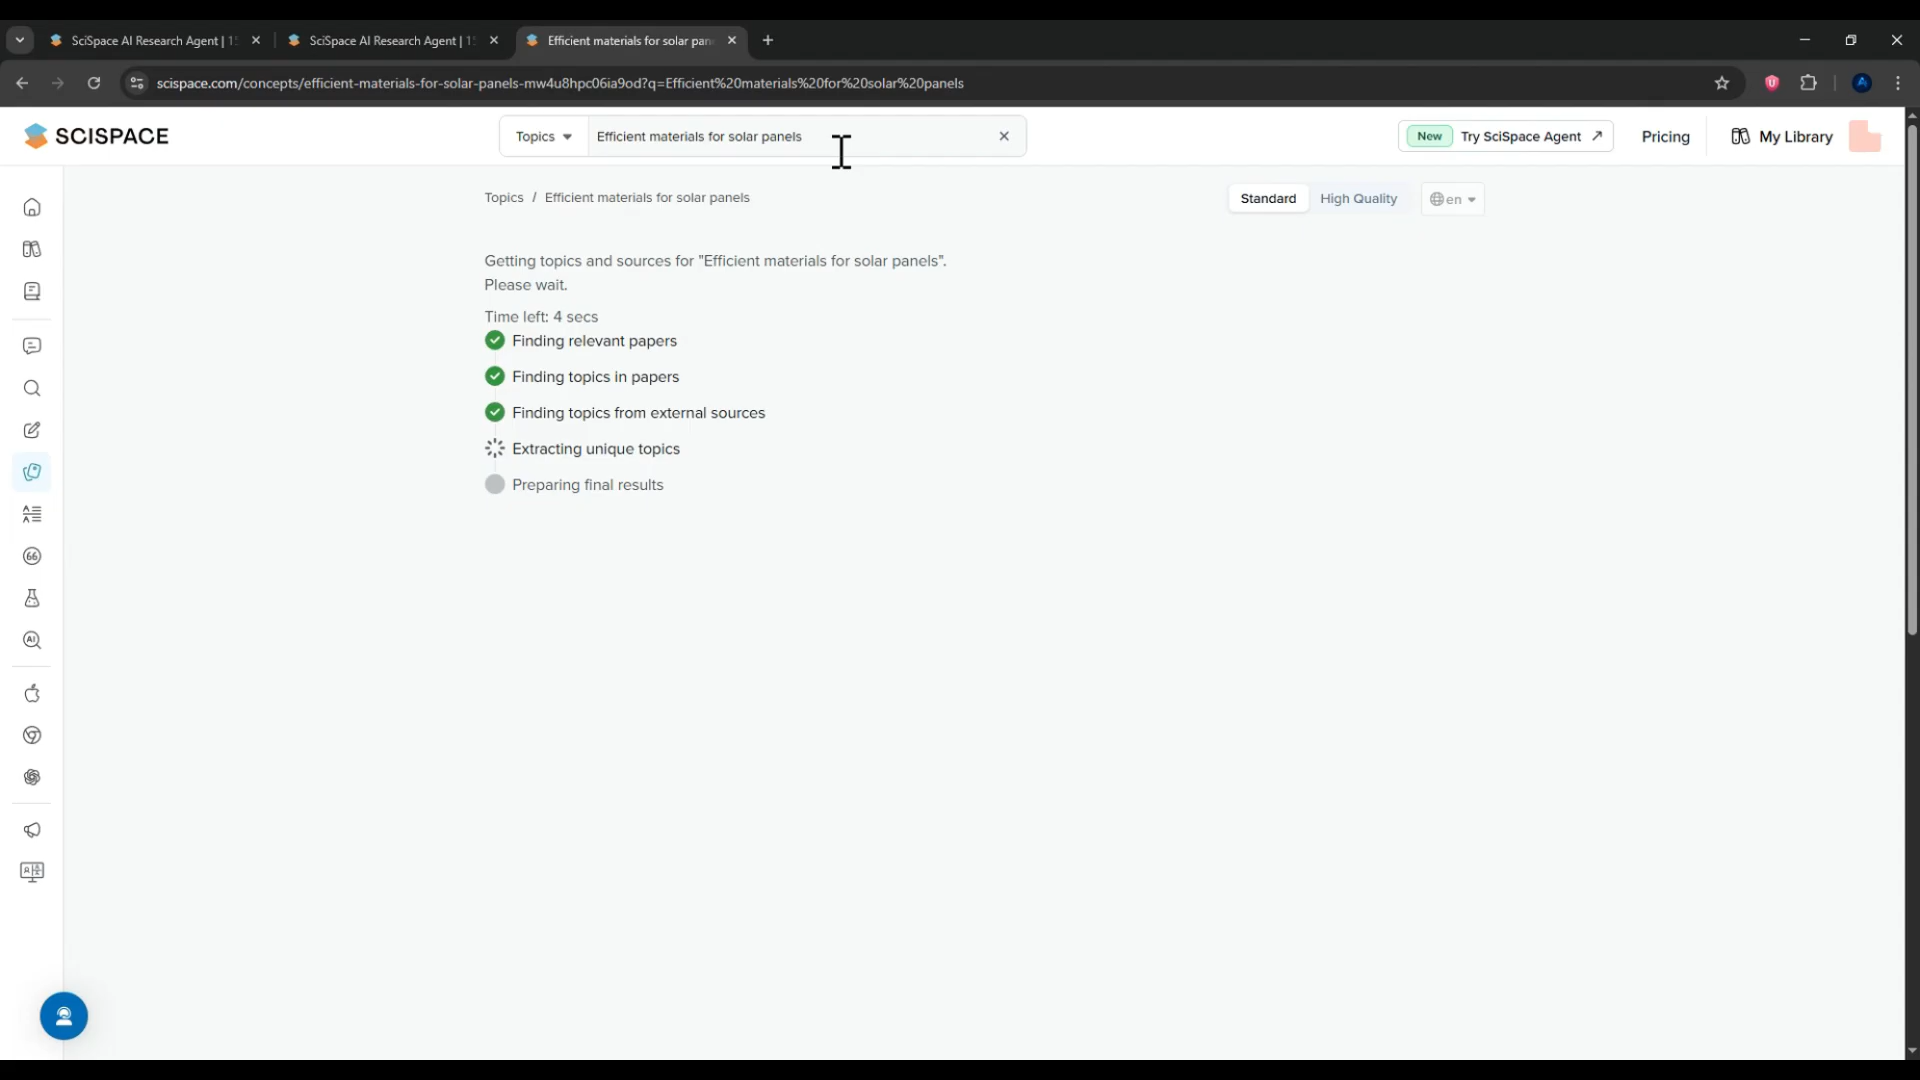 SciSpace AI Research Agent | 1
SciSpace AI Research Agent | 1
Efficient materials for solar pan
scispace.com/concepts/efficient-materials-for-solar-panels-mw4u8hpc06ia9od?q=Efficient%20materials%20for%20solar%20panels
SCISPACE
Topics
Efficient materials for solar panels
New
Try SciSpace Agent
Pricing
My Library
Topics / Efficient materials for solar panels
Standard
High Quality
en
Getting topics and sources for "Efficient materials for solar panels".
Please wait.
Time left: 4 secs
Finding relevant papers
Finding topics in papers
Finding topics from external sources
Extracting unique topics
Preparing final results